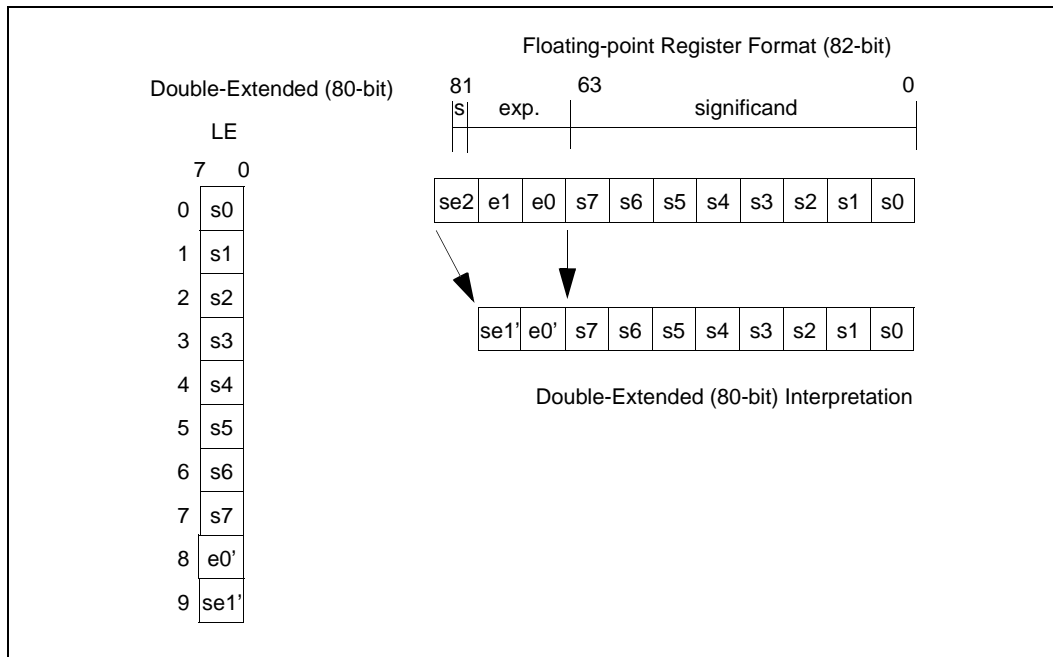 Floating-point Register Format (82-bit)
Double-Extended (80-bit)
81 63 0
s exp. significand
LE
7 0
se2 e1 e0 s7 s6 s5 s4 s3 s2 s1 s0
0 s0
1 s1
2 s2
3 s3
4 s4
5 s5
6 s6
7 s7
8 e0'
9 se1'
se1' e0' s7 s6 s5 s4 s3 s2 s1 s0
Double-Extended (80-bit) Interpretation